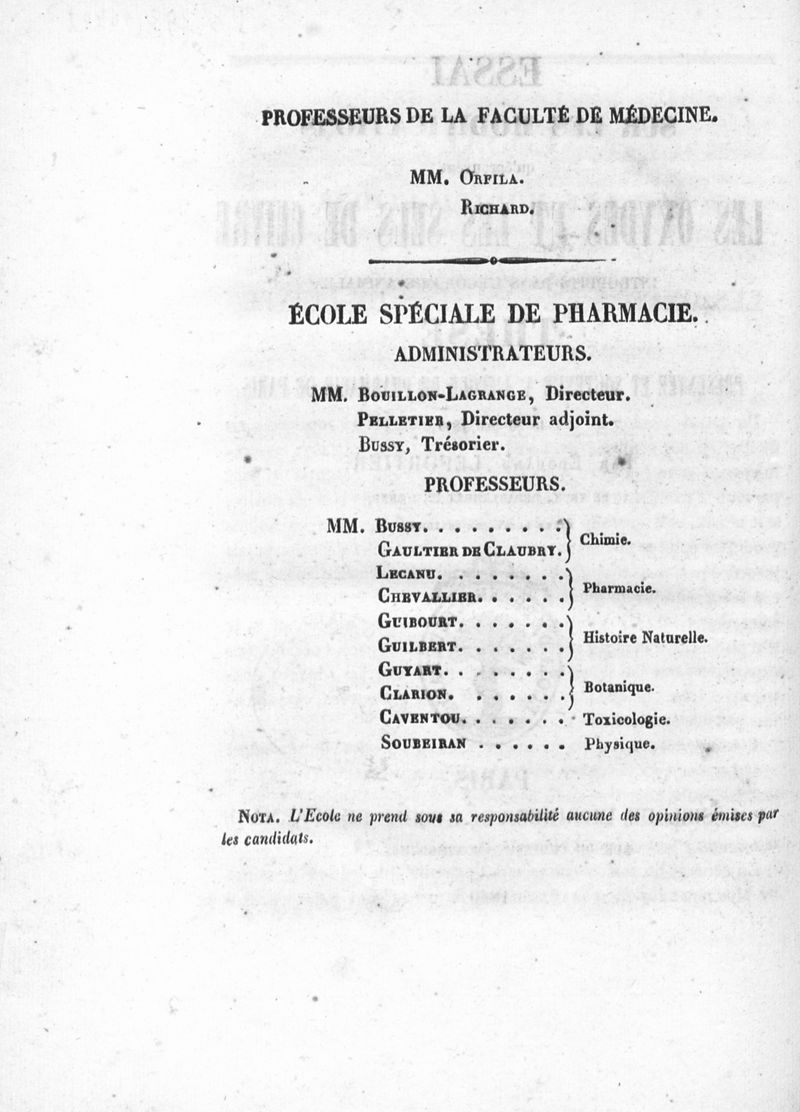 PROFESSEURS DE LA FACULTÉ DE MÉDECINE.
MM. ORFILA.
RICHARD.
ÉCOLE SPÉCIALE DE PHARMACIE.
ADMINISTRATEURS.
MM. BOUILLON-LAGRANGE, Directeur.
PELLETIER, Directeur adjoint.
BUSSY, Trésorier.
PROFESSEURS.
MM. BUSSY. . . . . . . . .
GAULTIER DE CLAUBRY. } Chimie.
LECANU. . . . . . . .
CHEVALLIER. . . . . . } Pharmacie.
GUIBOURT. . . . . . .
GUILBERT. . . . . . . } Histoire Naturelle.
GUYART. . . . . . . .
CLARION. . . . . . . } Botanique.
CAVENTOU. . . . . . . Toxicologie.
SOUBEIRAN . . . . . . Physique.
NOTA. L'Ecole ne prend sous sa responsabilité aucune des opinions émises par
les candidats.